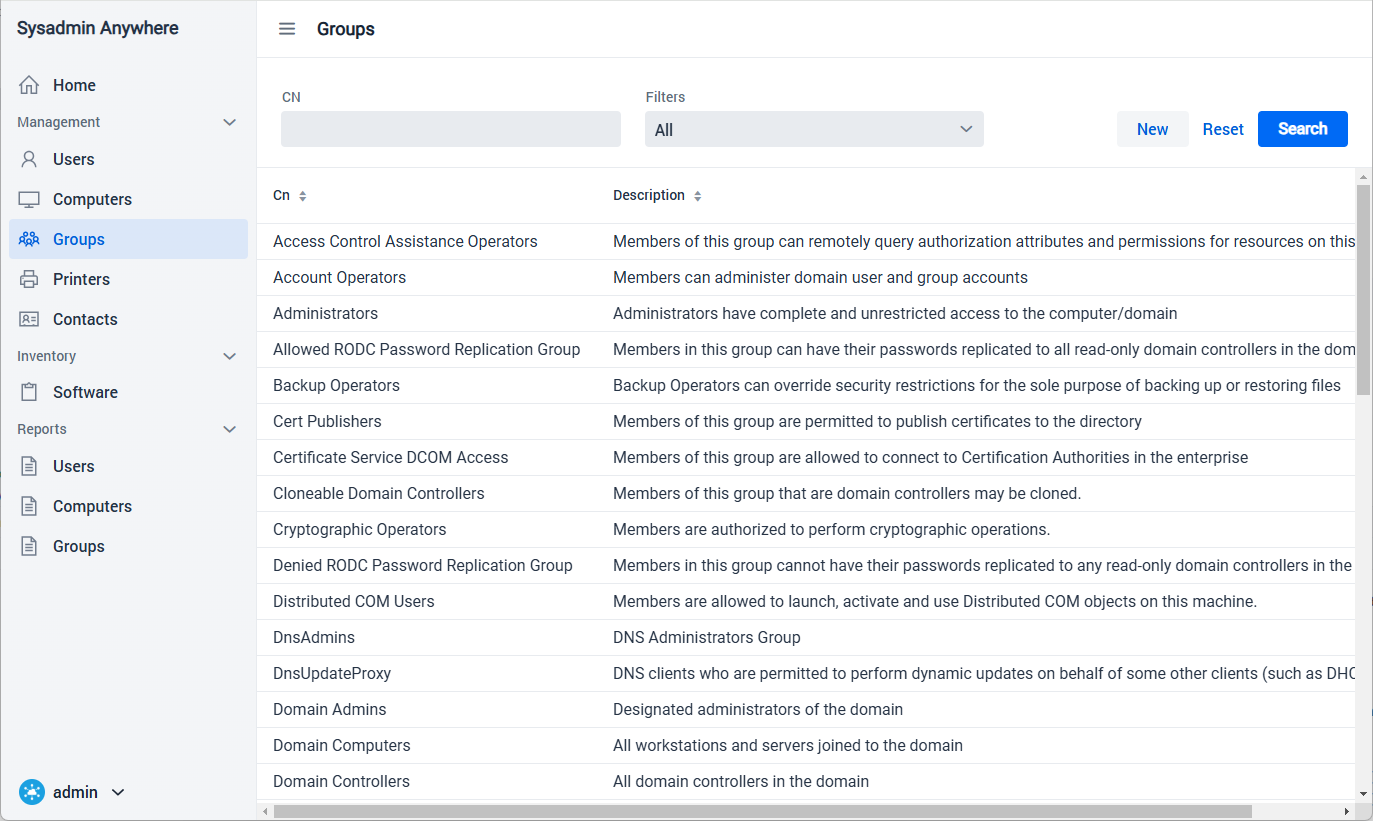 Sysadmin Anywhere
Home
Management
Users
Computers
Groups
Printers
Contacts
Inventory
Software
Reports
Users
Computers
Groups
admin
Groups
CN
Filters
All
New Reset Search
Cn Description
Access Control Assistance Operators Members of this group can remotely query authorization attributes and permissions for resources on this
Account Operators Members can administer domain user and group accounts
Administrators Administrators have complete and unrestricted access to the computer/domain
Allowed RODC Password Replication Group Members in this group can have their passwords replicated to all read-only domain controllers in the dom
Backup Operators Backup Operators can override security restrictions for the sole purpose of backing up or restoring files
Cert Publishers Members of this group are permitted to publish certificates to the directory
Certificate Service DCOM Access Members of this group are allowed to connect to Certification Authorities in the enterprise
Cloneable Domain Controllers Members of this group that are domain controllers may be cloned.
Cryptographic Operators Members are authorized to perform cryptographic operations.
Denied RODC Password Replication Group Members in this group cannot have their passwords replicated to any read-only domain controllers in the
Distributed COM Users Members are allowed to launch, activate and use Distributed COM objects on this machine.
DnsAdmins DNS Administrators Group
DnsUpdateProxy DNS clients who are permitted to perform dynamic updates on behalf of some other clients (such as DHC
Domain Admins Designated administrators of the domain
Domain Computers All workstations and servers joined to the domain
Domain Controllers All domain controllers in the domain